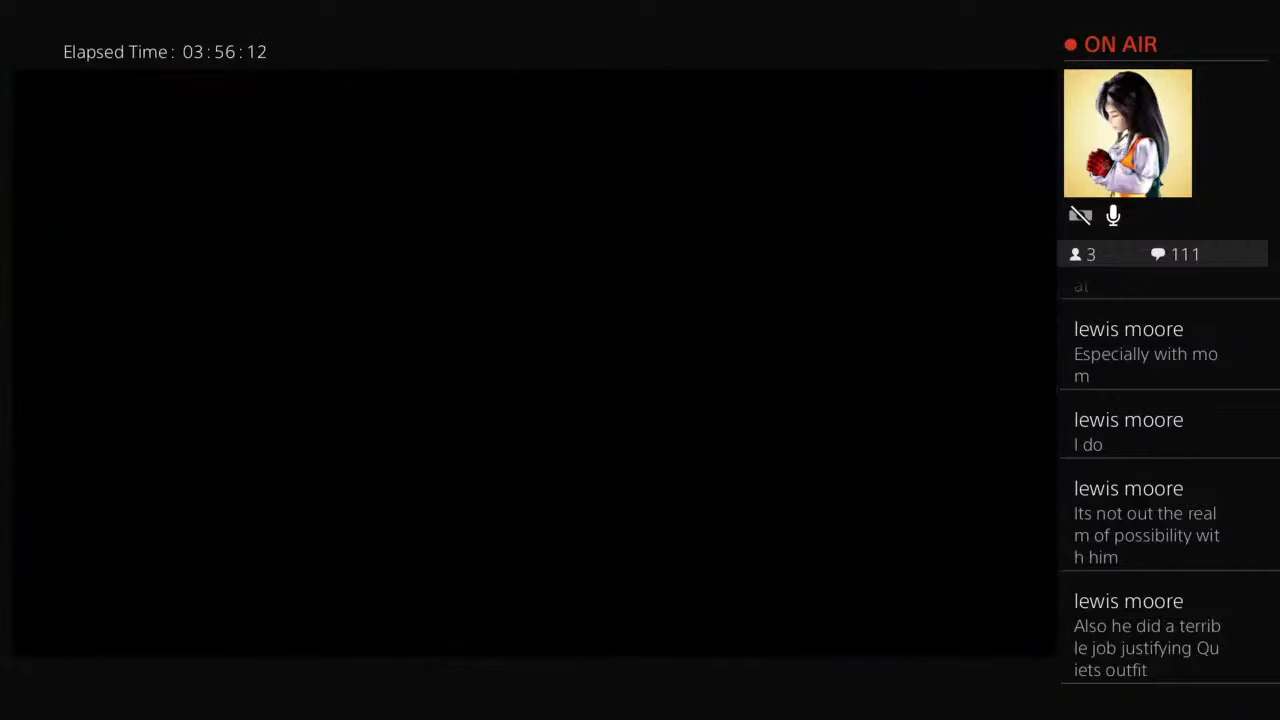 Elapsed Time: 03:56:12
ON AIR
3
111
at
lewis moore
Especially with mo
m
lewis moore
I do
lewis moore
Its not out the real
m of possibility wit
h him
lewis moore
Also he did a terrib
le job justifying Qu
iets outfit